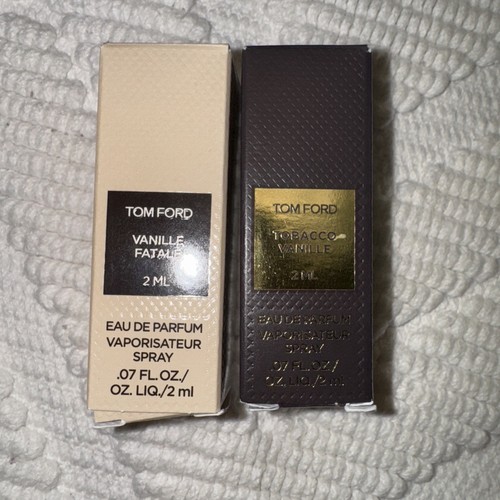 TOM FORD
VANILLE
FATALE
2 ML
EAU DE PARFUM
VAPORISATEUR
SPRAY
.07 FL.OZ./
OZ. LIQ./2 ml
TOM FORD
TOBACCO
VANILLE
2 ML
EAU DE PARFUM
VAPORISATEUR
SPRAY
.07 FL.OZ/
OZ. LIQ./2 ml